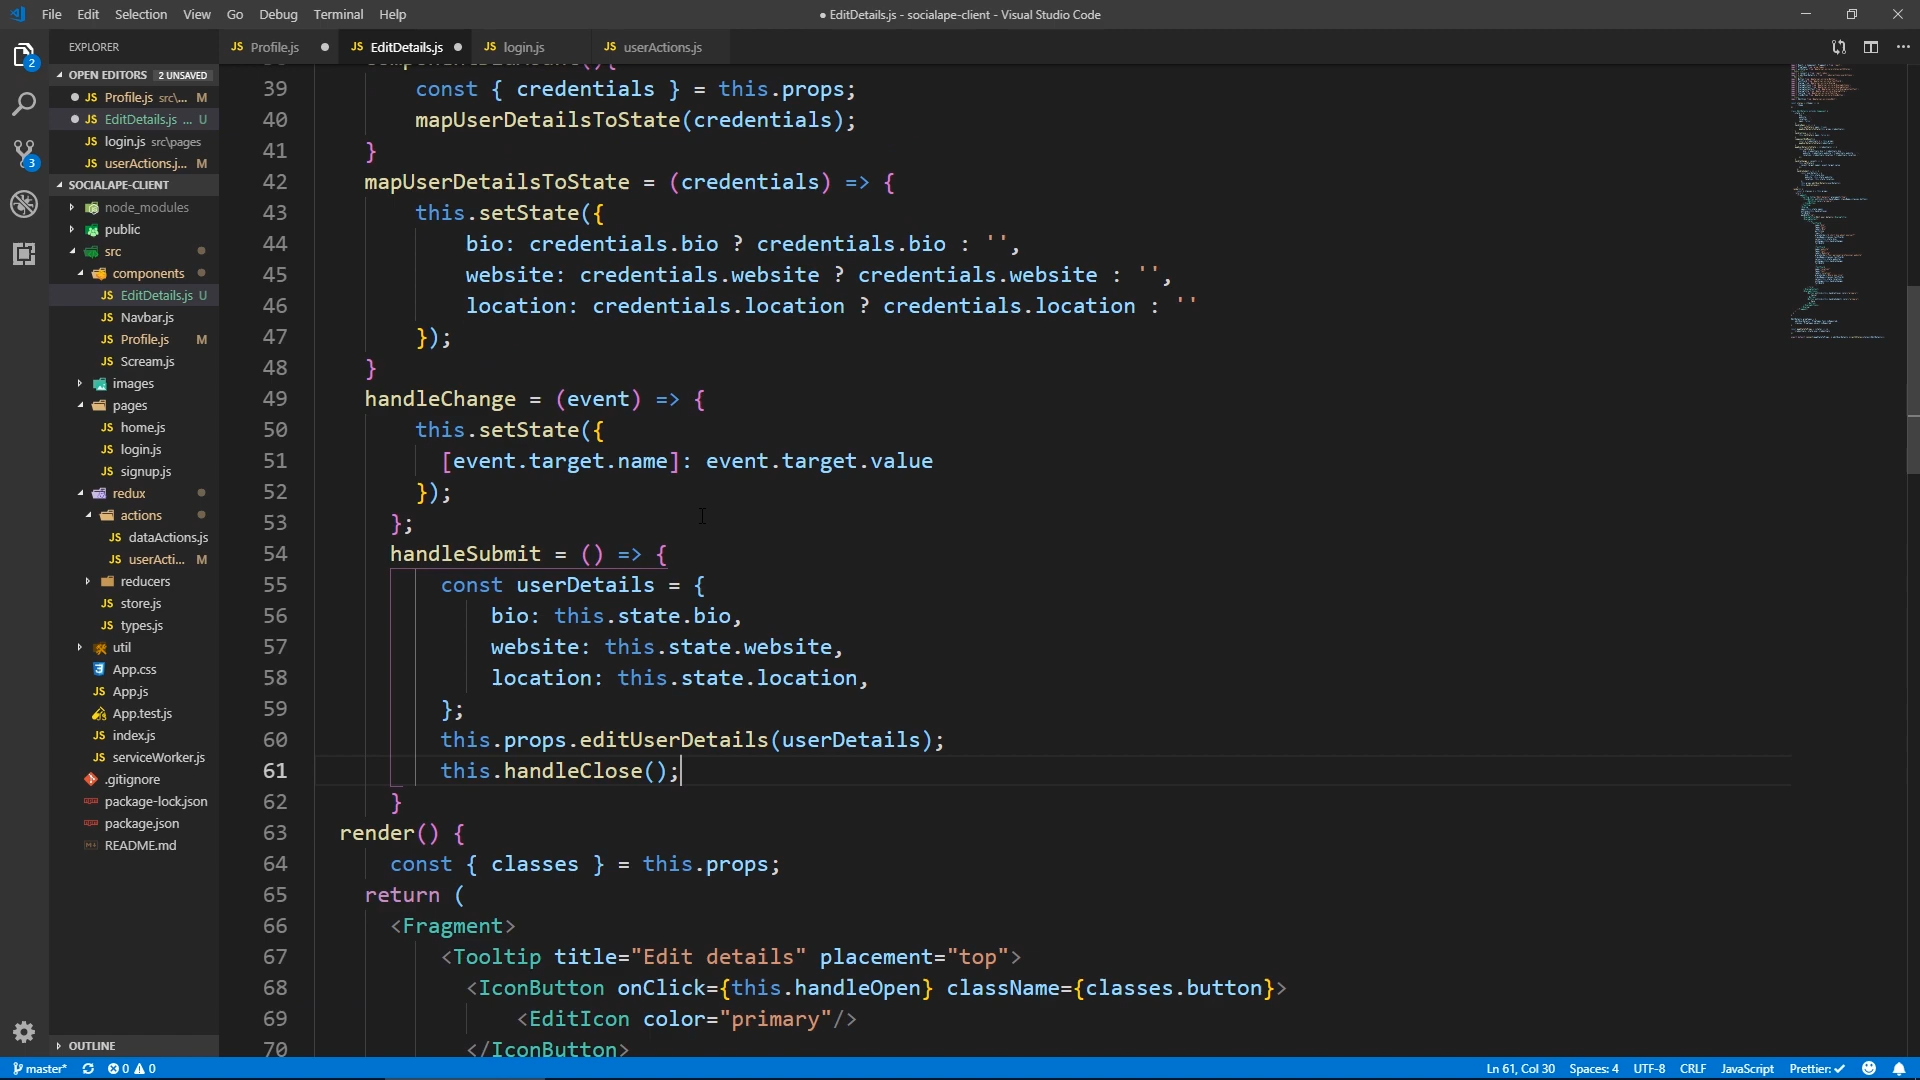 File Edit Selection View Go Debug Terminal Help
● EditDetails.js - socialape-client - Visual Studio Code
EXPLORER
JS Profile.js ●
JS EditDetails.js ●
JS login.js
JS userActions.js
OPEN EDITORS 2 UNSAVED
● JS Profile.js src\... M
● JS EditDetails.js ... U
JS login.js src\pages
JS userActions.j... M
SOCIALAPE-CLIENT
node_modules
public
src
components
JS EditDetails.js U
JS Navbar.js
JS Profile.js M
JS Scream.js
images
pages
JS home.js
JS login.js
JS signup.js
redux
actions
JS dataActions.js
JS userActi... M
reducers
JS store.js
JS types.js
util
App.css
JS App.js
App.test.js
JS index.js
JS serviceWorker.js
.gitignore
package-lock.json
package.json
README.md
OUTLINE
2
3
39 const { credentials } = this.props;
40 mapUserDetailsToState(credentials);
41 }
42 mapUserDetailsToState = (credentials) => {
43 this.setState({
44 bio: credentials.bio ? credentials.bio : '',
45 website: credentials.website ? credentials.website : '',
46 location: credentials.location ? credentials.location : ''
47 });
48 }
49 handleChange = (event) => {
50 this.setState({
51 [event.target.name]: event.target.value
52 });
53 };
54 handleSubmit = () => {
55 const userDetails = {
56 bio: this.state.bio,
57 website: this.state.website,
58 location: this.state.location,
59 };
60 this.props.editUserDetails(userDetails);
61 this.handleClose();
62 }
63 render() {
64 const { classes } = this.props;
65 return (
66 <Fragment>
67 <Tooltip title="Edit details" placement="top">
68 <IconButton onClick={this.handleOpen} className={classes.button}>
69 <EditIcon color="primary"/>
70 </IconButton>
master* 0 0 Ln 61, Col 30 Spaces: 4 UTF-8 CRLF JavaScript Prettier: ✓